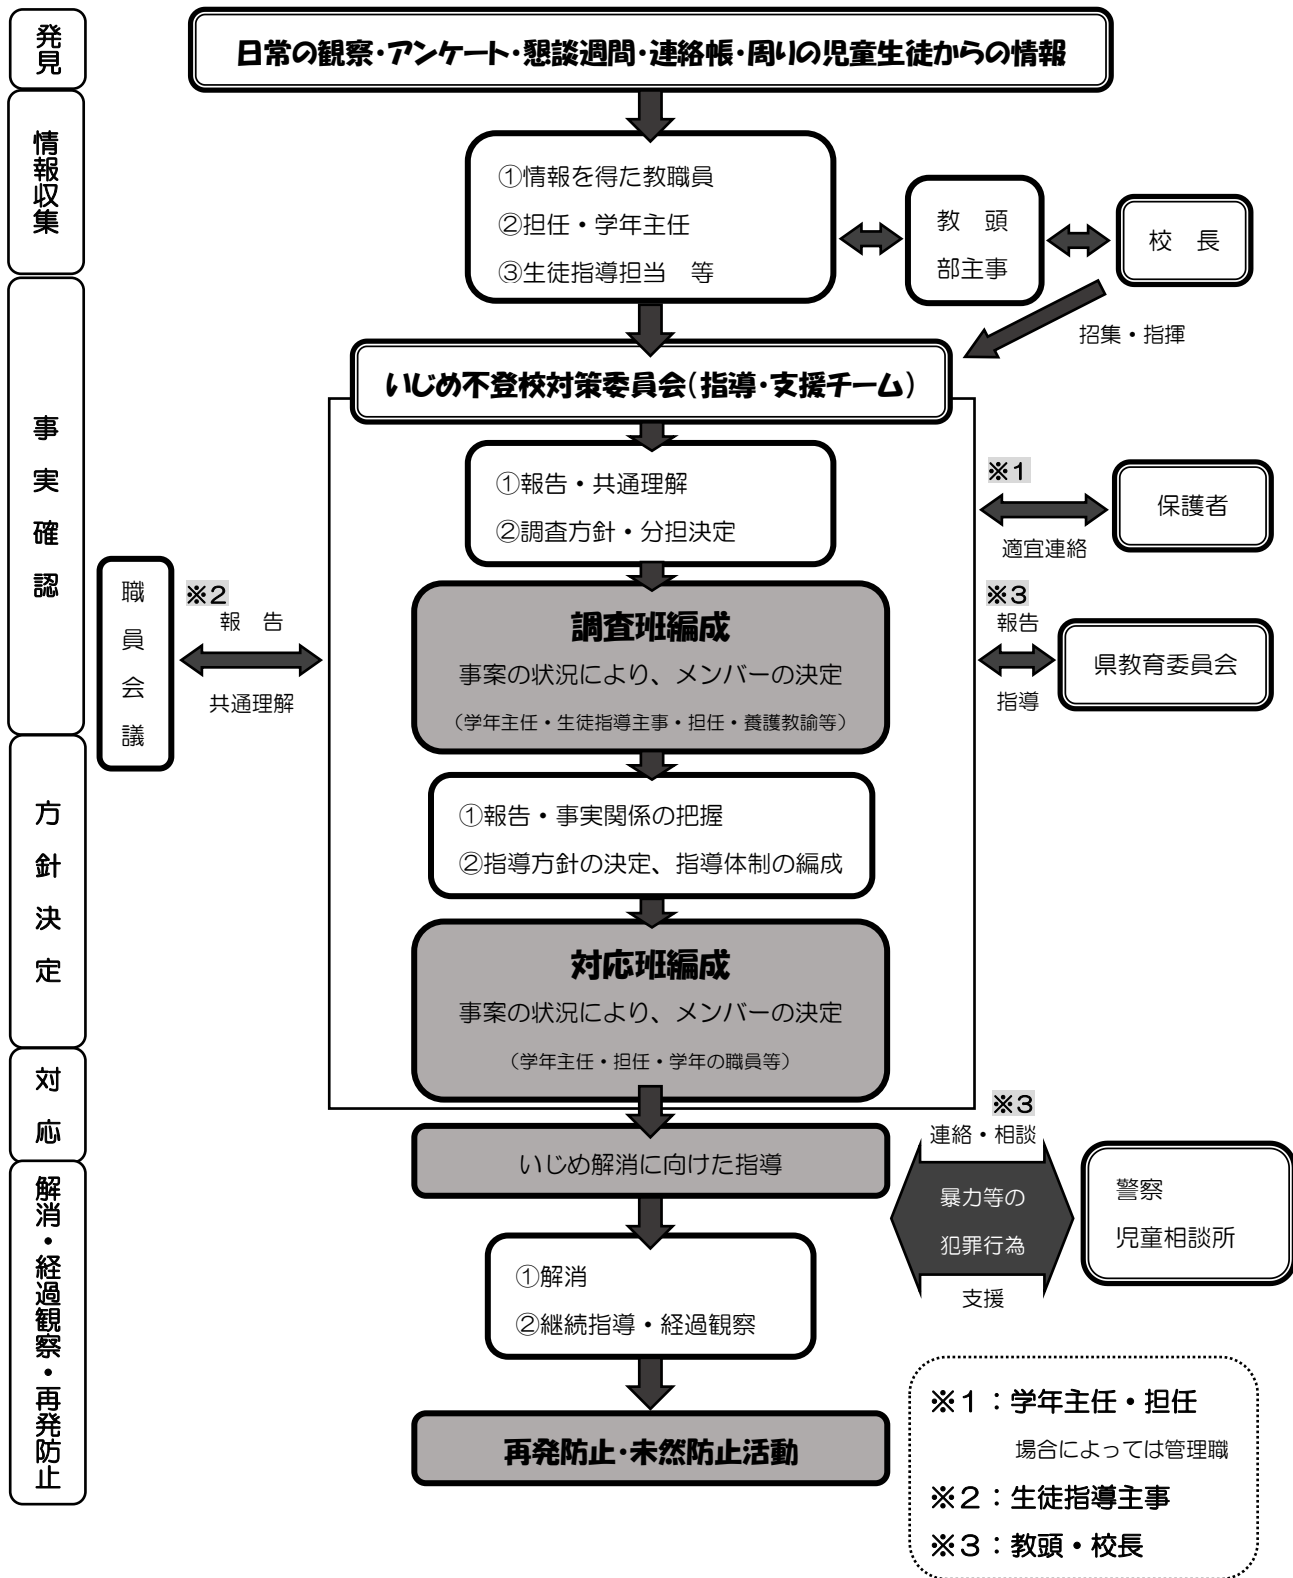 発見
日常の観察・アンケート・懇談週間・連絡帳・周りの児童生徒からの情報
情報収集
①情報を得た教職員
②担任・学年主任
③生徒指導担当　等
教　頭
部主事
校　長
招集・指揮
事実確認
いじめ不登校対策委員会(指導・支援チーム)
①報告・共通理解
②調査方針・分担決定
※1
適宜連絡
保護者
職員会議
※2
報　告
共通理解
調査班編成
事案の状況により、メンバーの決定
（学年主任・生徒指導主事・担任・養護教諭等）
※3
報告
指導
県教育委員会
方針決定
①報告・事実関係の把握
②指導方針の決定、指導体制の編成
対応班編成
事案の状況により、メンバーの決定
（学年主任・担任・学年の職員等）
対応
いじめ解消に向けた指導
※3
連絡・相談
暴力等の
犯罪行為
支援
警察
児童相談所
解消・経過観察・再発防止
①解消
②継続指導・経過観察
再発防止・未然防止活動
※1：学年主任・担任
場合によっては管理職
※2：生徒指導主事
※3：教頭・校長